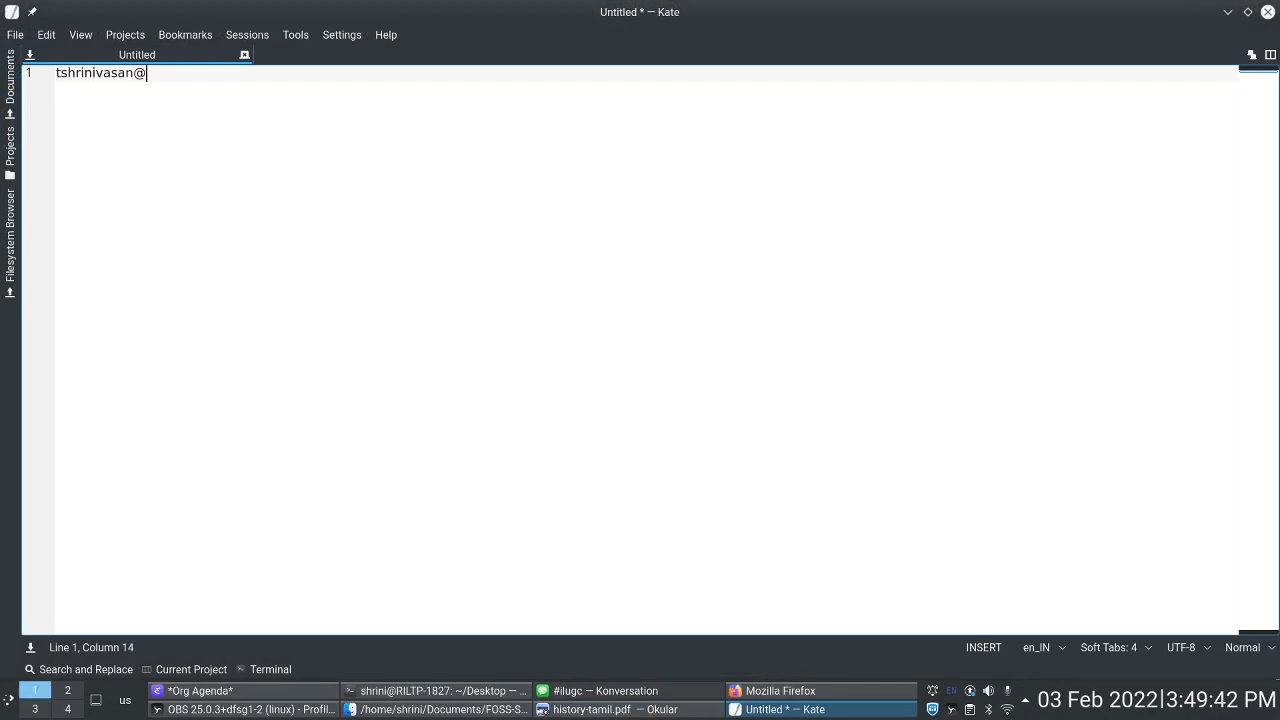 Untitled * — Kate
File Edit View Projects Bookmarks Sessions Tools Settings Help
Untitled
1 tshrinivasan@
Documents
Projects
Filesystem Browser
Line 1, Column 14 INSERT en_IN Soft Tabs: 4 UTF-8 Normal
Search and Replace Current Project Terminal
1 2 *Org Agenda* shrini@RILTP-1827: ~/Desktop — ... #ilugc — Konversation Mozilla Firefox EN
us 03 Feb 2022|3:49:42 PM
3 4 OBS 25.0.3+dfsg1-2 (linux) - Profil... /home/shrini/Documents/FOSS-S... history-tamil.pdf — Okular Untitled * — Kate